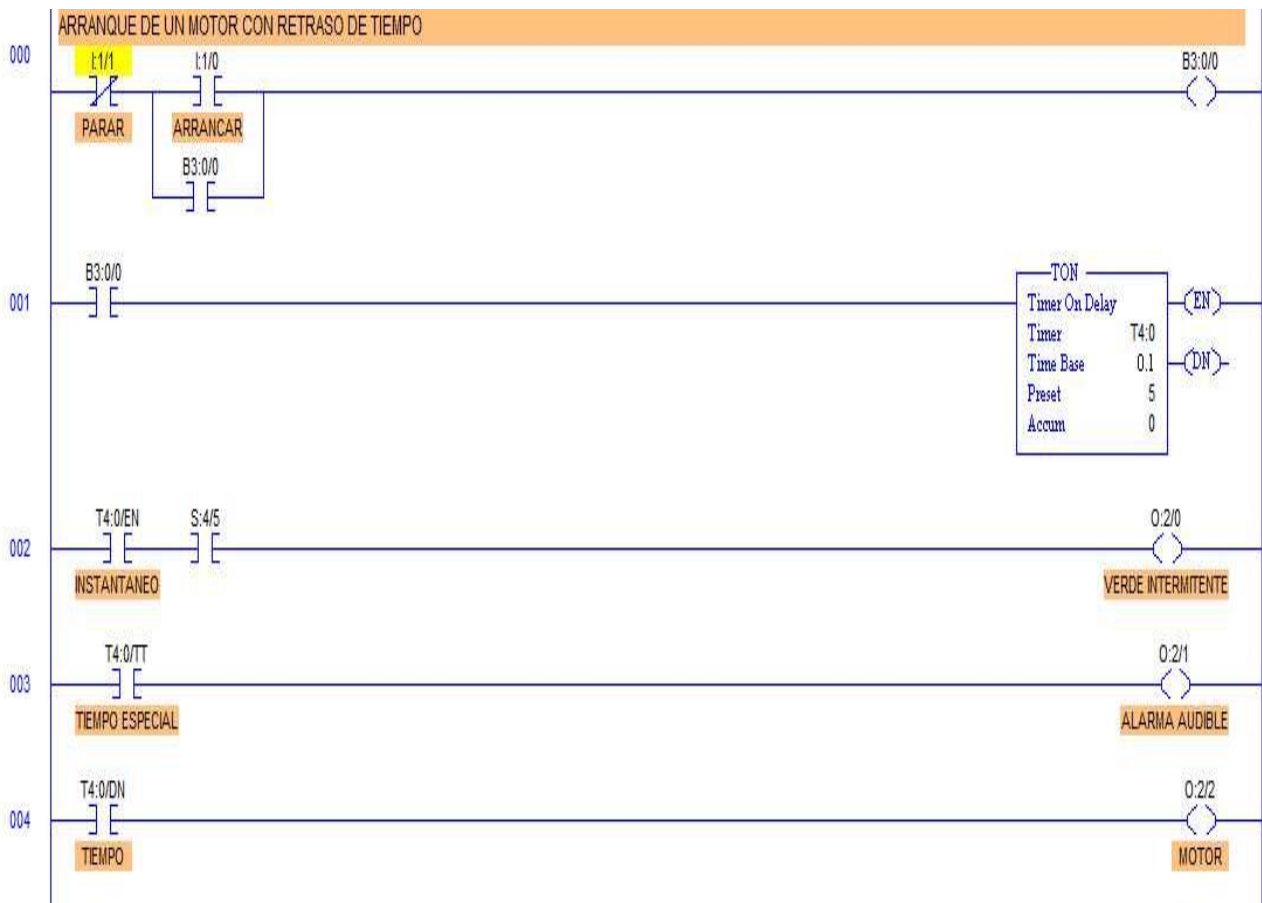 ARRANQUE DE UN MOTOR CON RETRASO DE TIEMPO
000
I:1/1 I:1/0 B3:0/0
PARAR ARRANCAR
B3:0/0
001
B3:0/0
TON
Timer On Delay (EN)
Timer T4:0
Time Base 0.1 (DN)
Preset 5
Accum 0
002
T4:0/EN S:4/5 O:2/0
INSTANTANEO VERDE INTERMITENTE
003
T4:0/TT O:2/1
TIEMPO ESPECIAL ALARMA AUDIBLE
004
T4:0/DN O:2/2
TIEMPO MOTOR